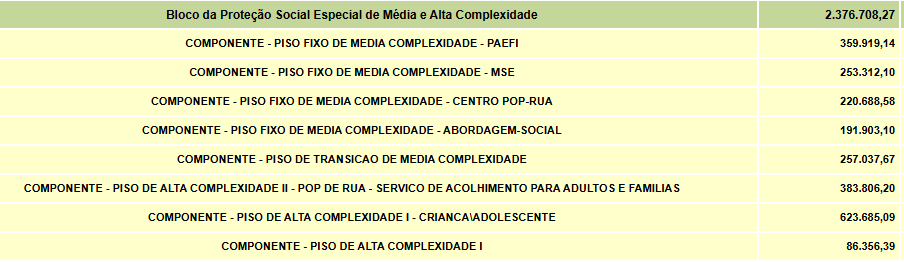 Bloco da Proteção Social Especial de Média e Alta Complexidade 2.376.708,27
COMPONENTE - PISO FIXO DE MEDIA COMPLEXIDADE - PAEFI 359.919,14
COMPONENTE - PISO FIXO DE MEDIA COMPLEXIDADE - MSE 253.312,10
COMPONENTE - PISO FIXO DE MEDIA COMPLEXIDADE - CENTRO POP-RUA 220.688,58
COMPONENTE - PISO FIXO DE MEDIA COMPLEXIDADE - ABORDAGEM-SOCIAL 191.903,10
COMPONENTE - PISO DE TRANSICAO DE MEDIA COMPLEXIDADE 257.037,67
COMPONENTE - PISO DE ALTA COMPLEXIDADE II - POP DE RUA - SERVICO DE ACOLHIMENTO PARA ADULTOS E FAMILIAS 383.806,20
COMPONENTE - PISO DE ALTA COMPLEXIDADE I - CRIANCA\ADOLESCENTE 623.685,09
COMPONENTE - PISO DE ALTA COMPLEXIDADE I 86.356,39